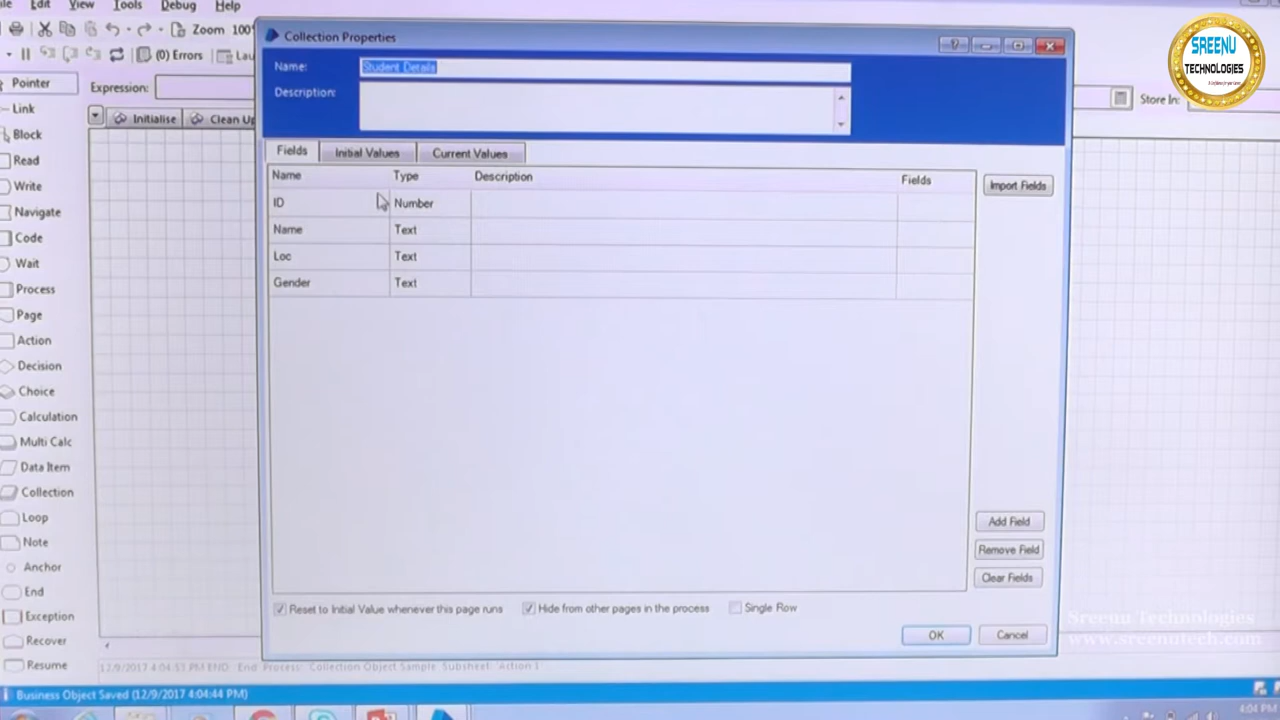 Edit View Tools Debug Help
Zoom 100
(0) Errors
Pointer
Expression:
Store In:
Link
Initialise
Clean Up
Block
Read
Write
Navigate
Code
Wait
Process
Page
Action
Decision
Choice
Calculation
Multi Calc
Data Item
Collection
Loop
Note
Anchor
End
Exception
Recover
Resume
Collection Properties
Name: Student Details
Description:
Fields Initial Values Current Values
Name Type Description Fields
ID Number
Name Text
Loc Text
Gender Text
Import Fields
Add Field
Remove Field
Clear Fields
Reset to Initial Value whenever this page runs
Hide from other pages in the process
Single Row
OK Cancel
SREENU
TECHNOLOGIES
Sreenu Technologies
www.sreenutech.com
Business Object Saved (12/9/2017 4:04:44 PM)
4:04 PM